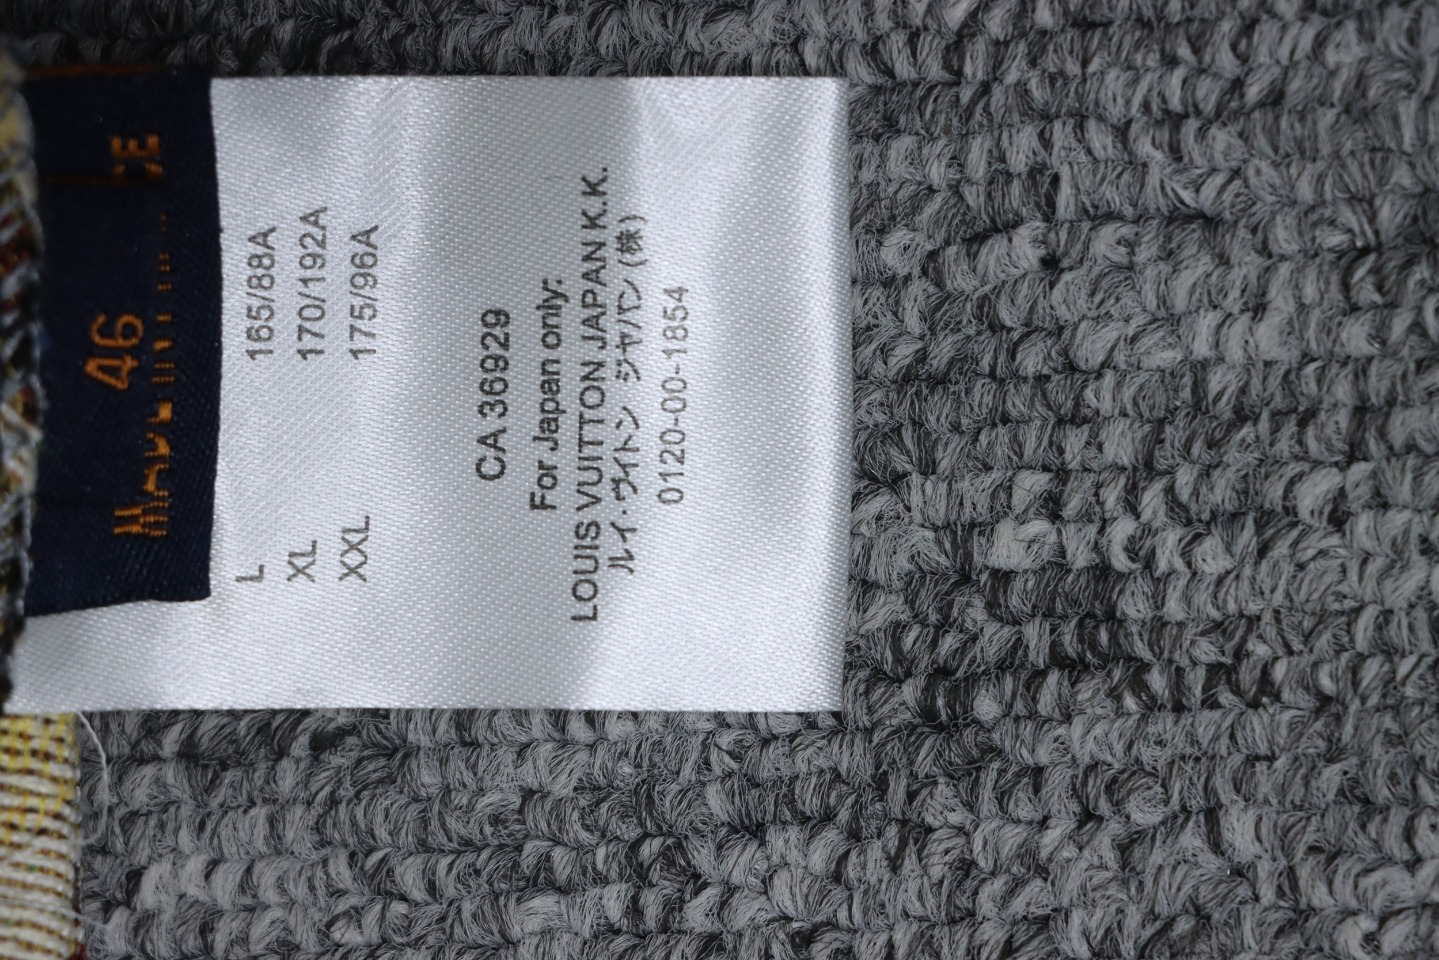 46
L 165/88A
XL 170/192A
XXL 175/96A
CA 36929
For Japan only:
LOUIS VUITTON JAPAN K.K.
ルイ・ヴィトン ジャパン (株)
0120-00-1854